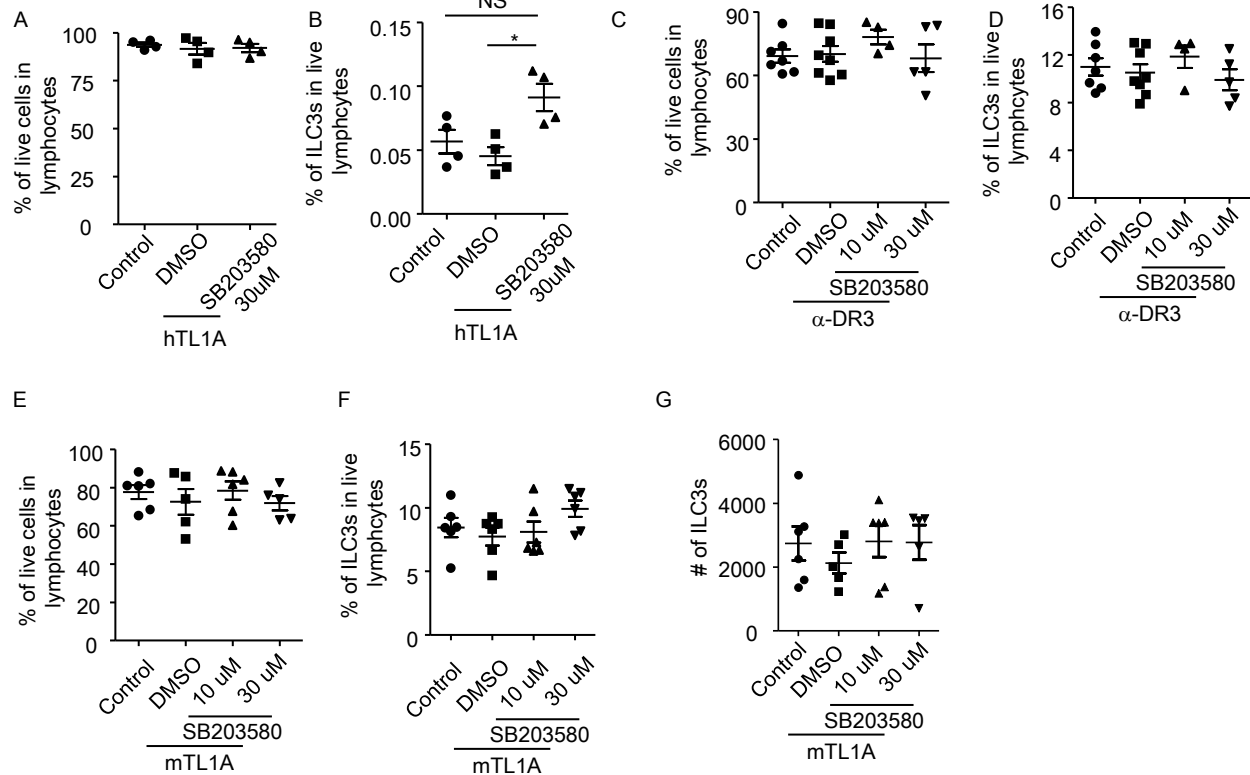 A
% of live cells in
lymphocytes
100
75
50
25
0
Control
DMSO
SB203580
30uM
hTL1A
B
% of ILC3s in live
lymphcytes
NS
*
0.15
0.10
0.05
0.00
Control
DMSO
SB203580
30uM
hTL1A
C
% of live cells in
lymphocytes
90
60
30
0
Control
DMSO
10 uM
30 uM
SB203580
α-DR3
D
% of ILC3s in live
lymphocytes
16
12
8
4
0
Control
DMSO
10 uM
30 uM
SB203580
α-DR3
E
% of live cells in
lymphocytes
100
80
60
40
20
0
Control
DMSO
10 uM
30 uM
SB203580
mTL1A
F
% of ILC3s in live
lymphocytes
15
10
5
0
Control
DMSO
10 uM
30 uM
SB203580
mTL1A
G
# of ILC3s
6000
4000
2000
0
Control
DMSO
10 uM
30 uM
SB203580
mTL1A